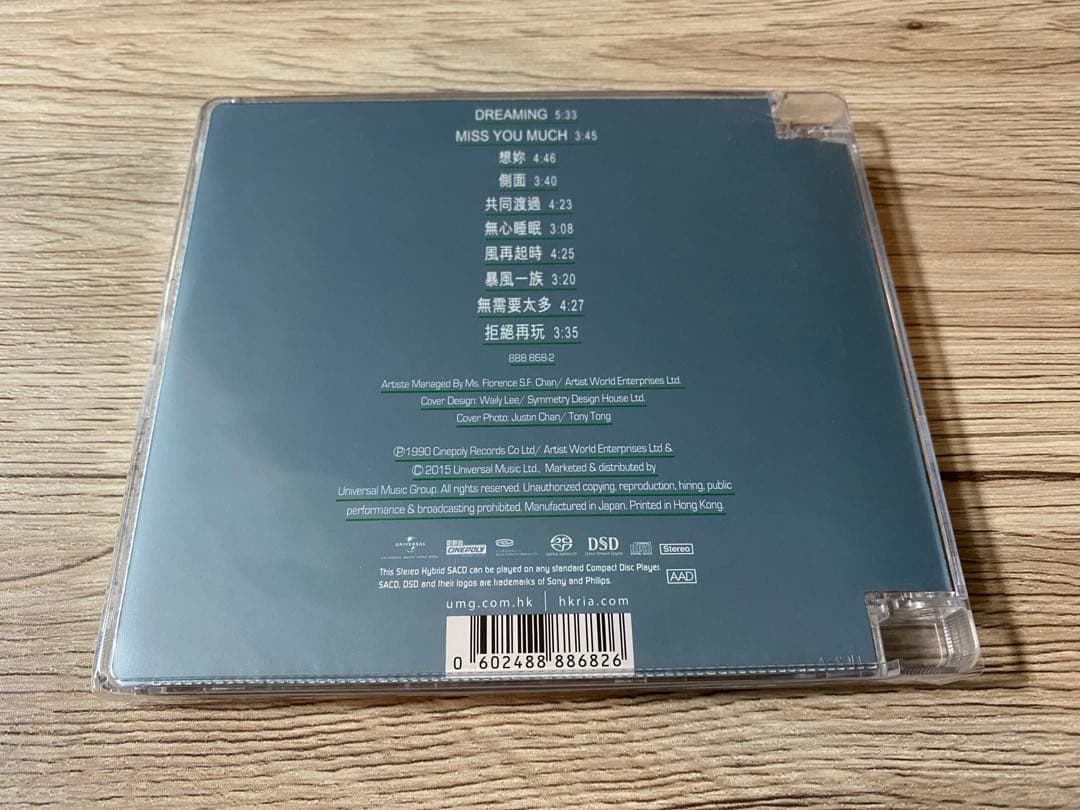 DREAMING 5:33
MISS YOU MUCH 3:45
想妳 4:46
側面 3:40
共同渡過 4:23
無心睡眠 3:08
風再起時 4:25
暴風一族 3:20
無需要太多 4:27
拒絕再玩 3:35
888 868-2
Artiste Managed By Ms. Florence S.F. Chan/ Artist World Enterprises Ltd.
Cover Design: Waily Lee/ Symmetry Design House Ltd.
Cover Photo: Justin Chan/ Tony Tong
℗1990 Cinepoly Records Co Ltd/ Artist World Enterprises Ltd &
©2015 Universal Music Ltd., Marketed & distributed by
Universal Music Group. All rights reserved. Unauthorized copying, reproduction, hiring, public
performance & broadcasting prohibited. Manufactured in Japan. Printed in Hong Kong.
UNIVERSAL CINEPOLY DSD Stereo
This Stereo Hybrid SACD can be played on any standard Compact Disc Player.
SACD, DSD and their logos are trademarks of Sony and Philips. AAD
umg.com.hk | hkria.com
0 602488 886826